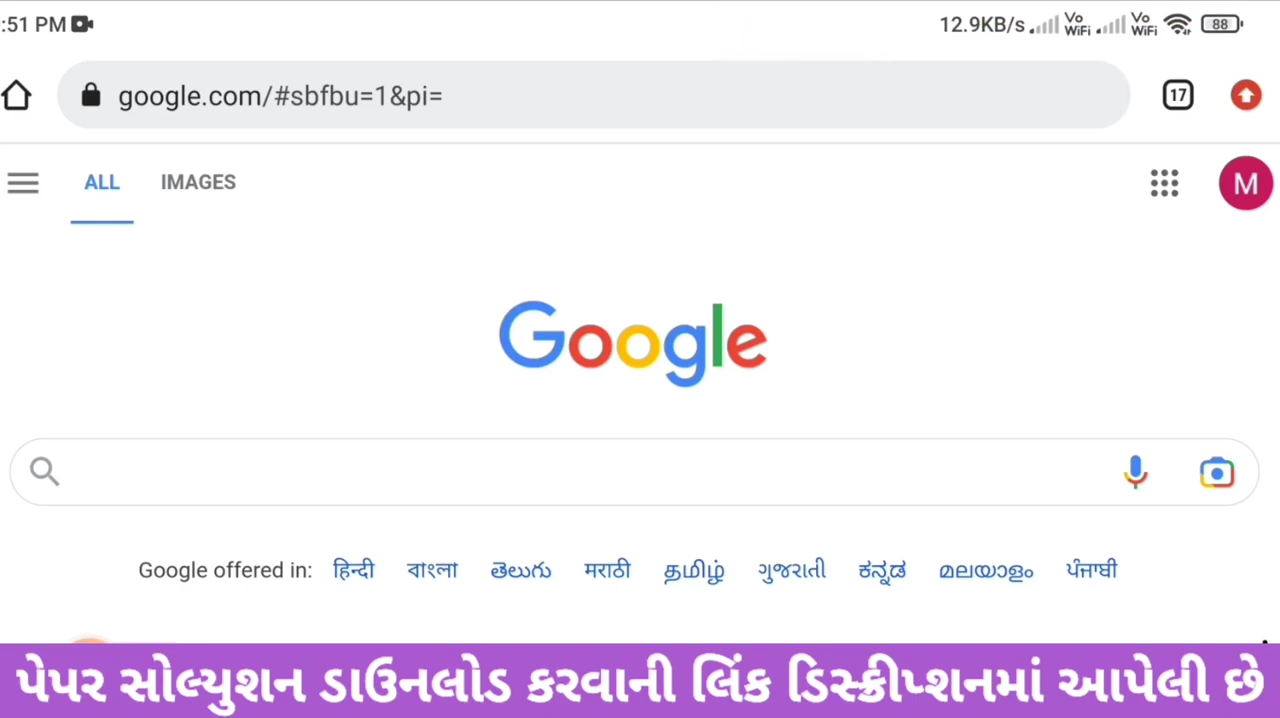 :51 PM 12.9KB/s Vo WiFi Vo WiFi 88
google.com/#sbfbu=1&pi= 17
ALL IMAGES M
Google
Google offered in: हिन्दी বাংলা తెలుగు मराठी தமிழ் ગુજરાતી ಕನ್ನಡ മലയാളം ਪੰਜਾਬੀ
પેપર સોલ્યુશન ડાઉનલોડ કરવાની લિંક ડિસ્ક્રીપ્શનમાં આપેલી છે